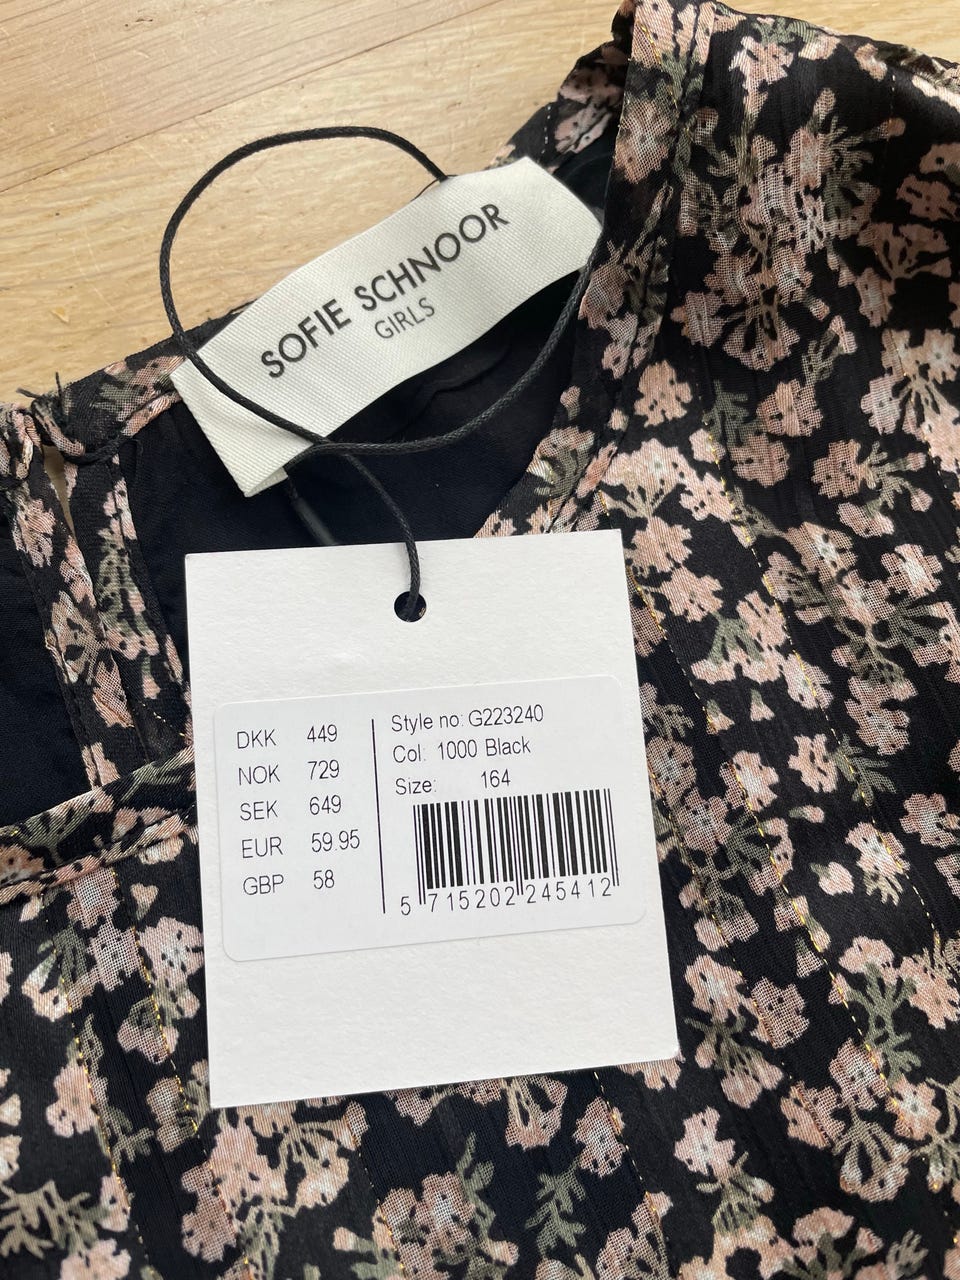 SOFIE SCHNOOR
GIRLS
DKK 449
NOK 729
SEK 649
EUR 59.95
GBP 58
Style no: G223240
Col: 1000 Black
Size: 164
5 715202 245412